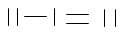 ||—| = ||